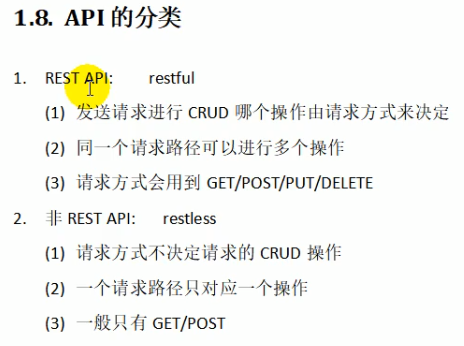 1.8. API 的分类
1. REST API: restful
(1) 发送请求进行 CRUD 哪个操作由请求方式来决定
(2) 同一个请求路径可以进行多个操作
(3) 请求方式会用到 GET/POST/PUT/DELETE
2. 非 REST API: restless
(1) 请求方式不决定请求的 CRUD 操作
(2) 一个请求路径只对应一个操作
(3) 一般只有 GET/POST